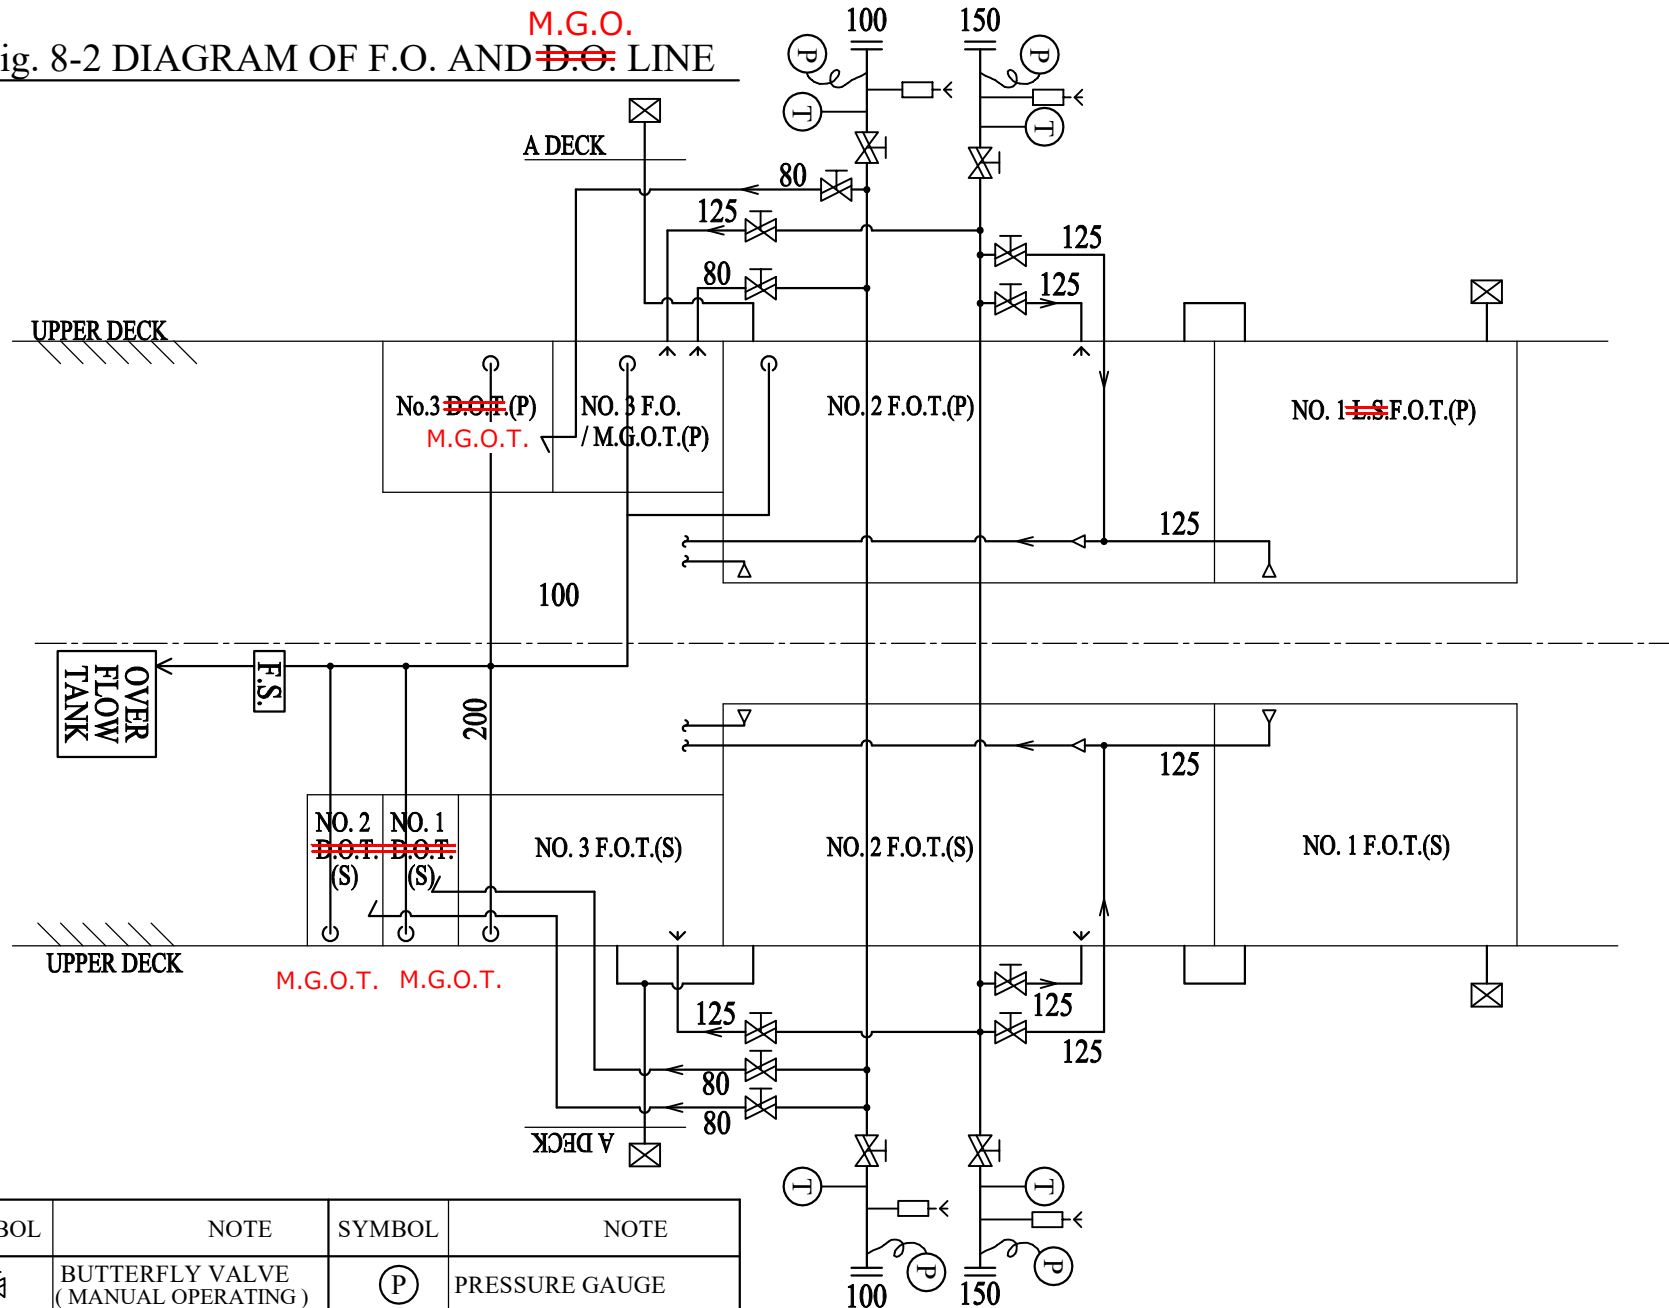 M.G.O.
ig. 8-2 DIAGRAM OF F.O. AND D.O. LINE
100
150
P
P
T
T
A DECK
80
125
125
80
125
UPPER DECK
No.3 D.O.T.(P)
M.G.O.T.
NO. 3 F.O.
/ M.G.O.T.(P)
NO. 2 F.O.T.(P)
NO. 1 L.S.F.O.T.(P)
125
100
OVER
FLOW
TANK
F.S.
200
125
NO. 2
D.O.T.
(S)
NO. 1
D.O.T.
(S)
NO. 3 F.O.T.(S)
NO. 2 F.O.T.(S)
NO. 1 F.O.T.(S)
UPPER DECK
M.G.O.T.
M.G.O.T.
125
125
125
80
80
A DECK
T
T
P
P
100
150
BOL
NOTE
SYMBOL
NOTE
BUTTERFLY VALVE
( MANUAL OPERATING )
P
PRESSURE GAUGE